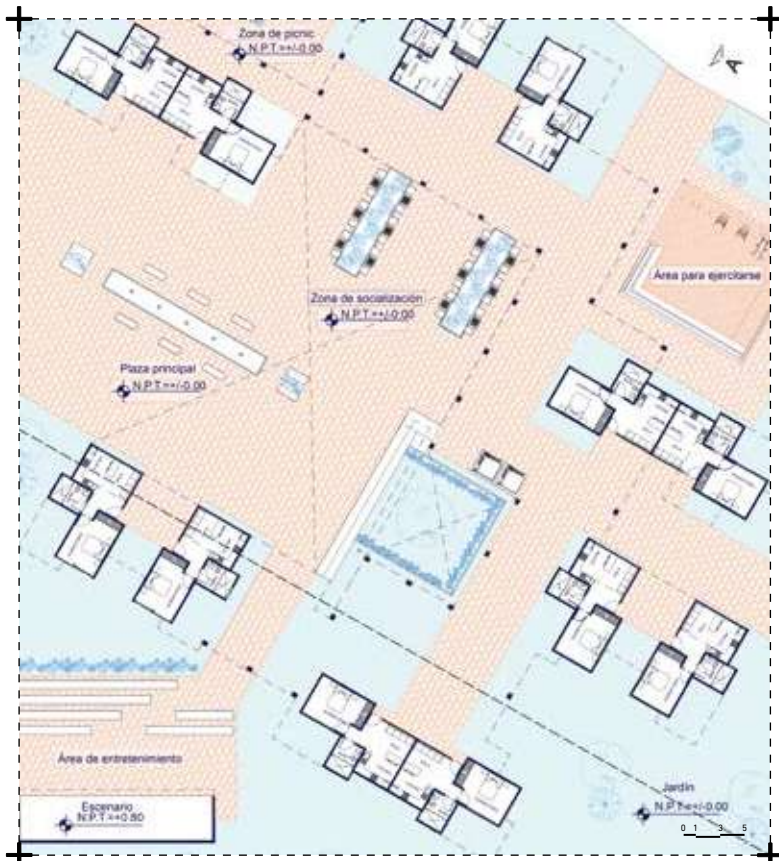 Zona de picnic
N.P.T.=+/-0.00
A
Área para ejercitarse
Zona de socialización
N.P.T.=+/-0.00
Plaza principal
N.P.T.=+/-0.00
Área de entretenimiento
Escenario
N.P.T.=+0.80
Jardín
N.P.T.=+/-0.00
0 1 3 5